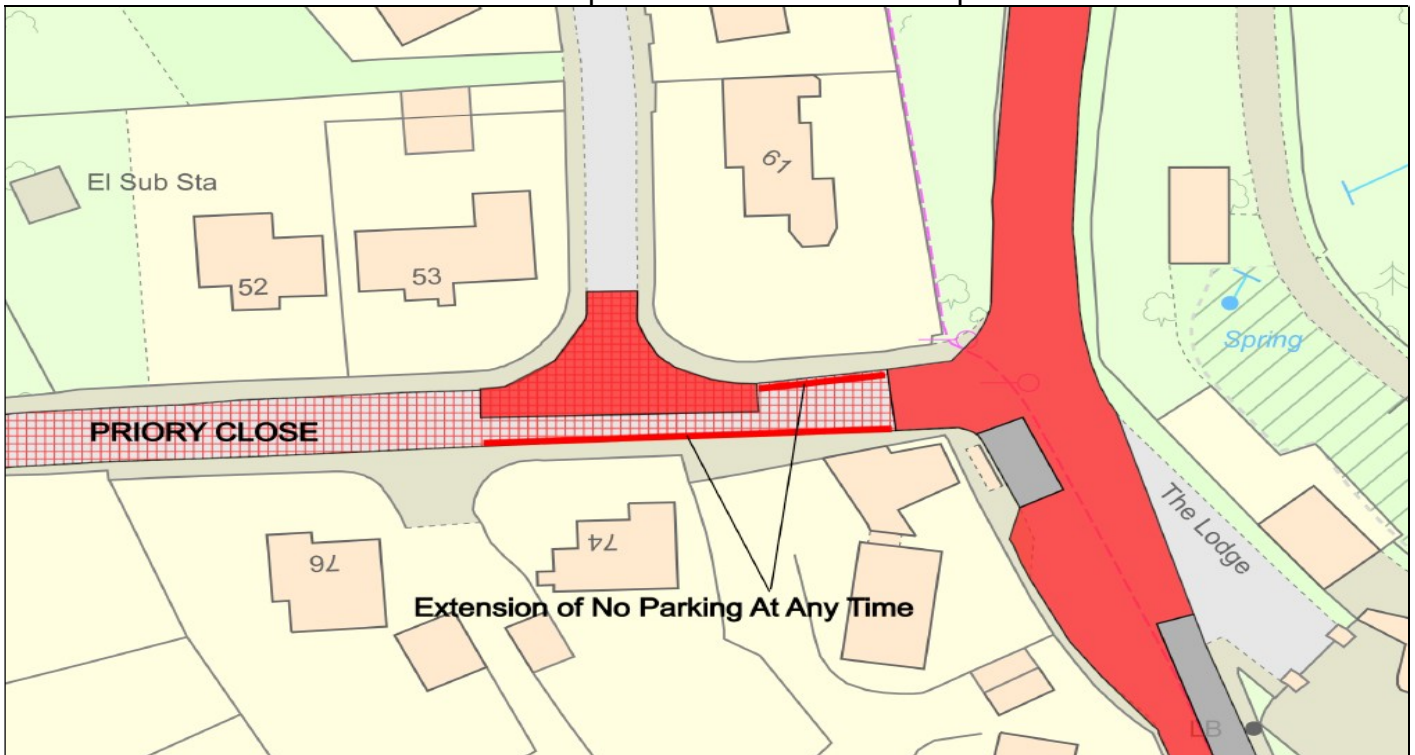 61
El Sub Sta
52
53
Spring
PRIORY CLOSE
The Lodge
76
74
Extension of No Parking At Any Time
LB